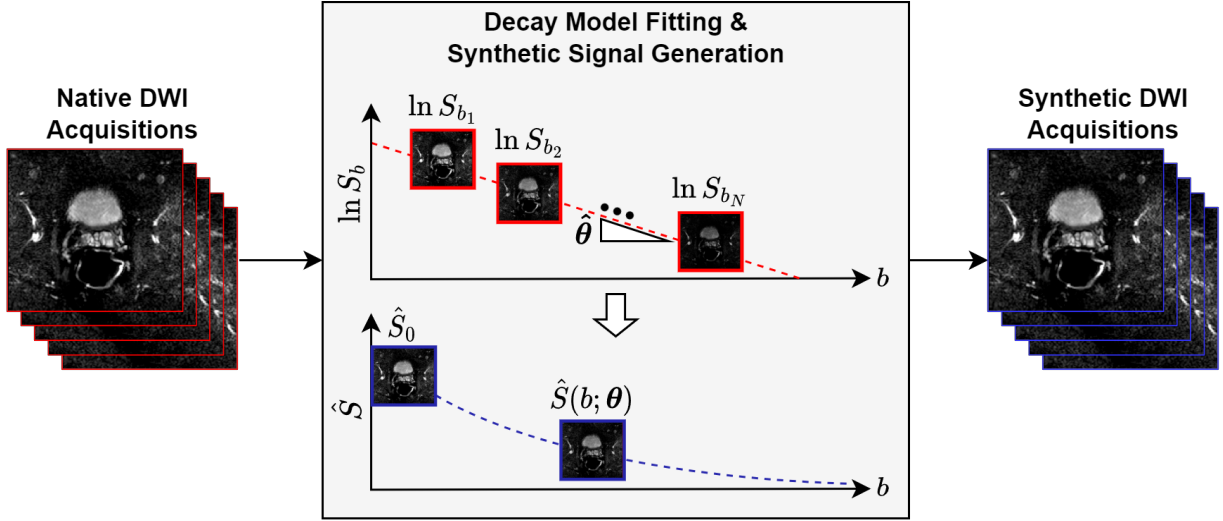 Decay Model Fitting &
Synthetic Signal Generation
Native DWI
Acquisitions
ln S_{b_1}
ln S_{b_2}
ln S_{b_N}
ln S_b
\hat{θ}
b
Ŝ_0
Ŝ(b; θ)
Ŝ
b
Synthetic DWI
Acquisitions